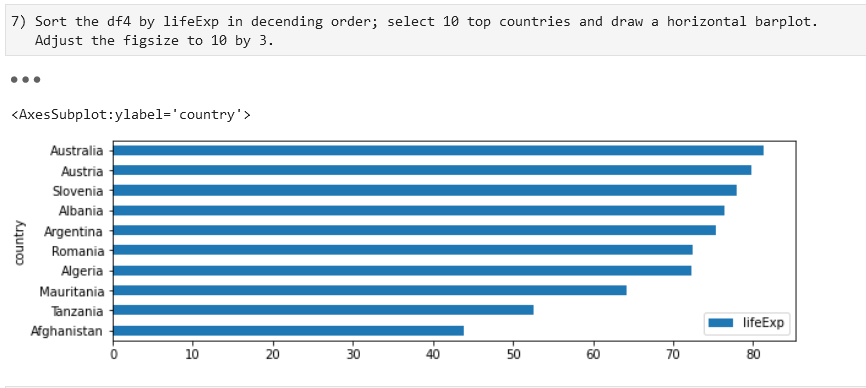 7) Sort the df4 by lifeExp in decending order; select 10 top countries and draw a horizontal barplot.
Adjust the figsize to 10 by 3.
<AxesSubplot:ylabel='country'>
Australia
Austria
Slovenia
Albania
Argentina
Romania
Algeria
Mauritania
Tanzania
Afghanistan
country
lifeExp
0 10 20 30 40 50 60 70 80